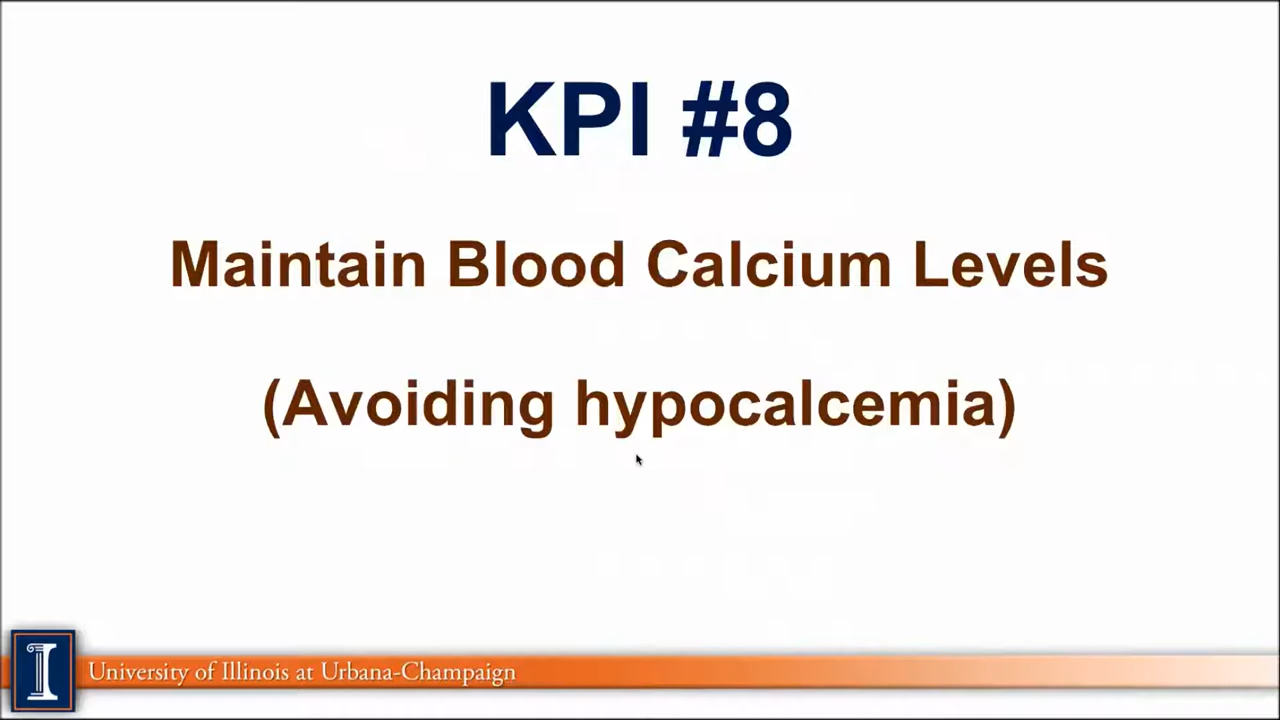 KPI #8
Maintain Blood Calcium Levels
(Avoiding hypocalcemia)
I
University of Illinois at Urbana-Champaign